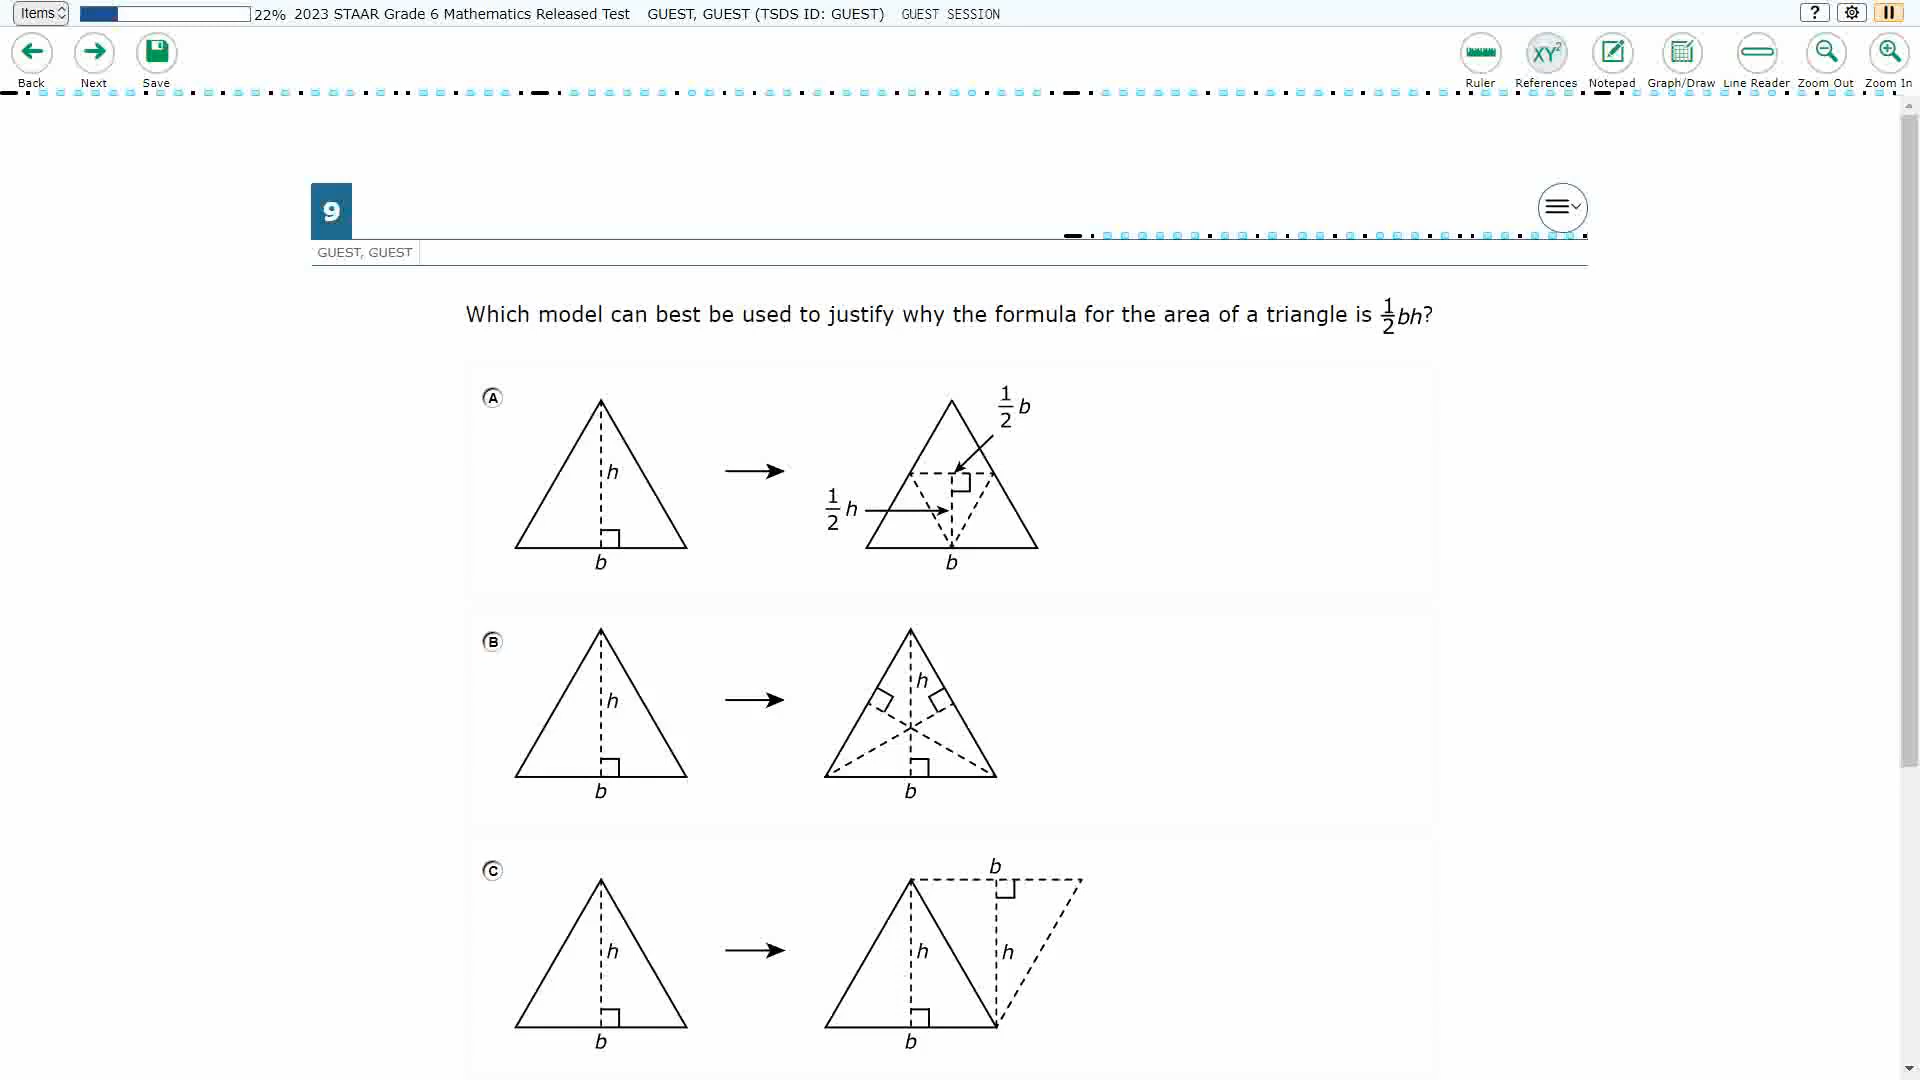 Items 22% 2023 STAAR Grade 6 Mathematics Released Test GUEST, GUEST (TSDS ID: GUEST) GUEST SESSION ?
XY²
Back Next Save Ruler References Notepad Graph/Draw Line Reader Zoom Out Zoom In
9
GUEST, GUEST
Which model can best be used to justify why the formula for the area of a triangle is 1/2 bh?
A
h
b
1/2 b
1/2 h
b
B
h
b
h
b
C
h
b
b
h
h
b